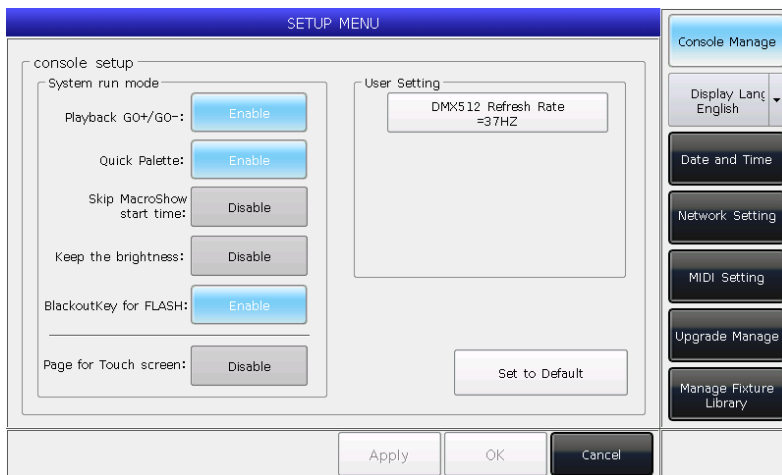 SETUP MENU
console setup
System run mode
Playback GO+/GO-:
Enable
Quick Palette:
Enable
Skip MacroShow
start time:
Disable
Keep the brightness:
Disable
BlackoutKey for FLASH:
Enable
Page for Touch screen:
Disable
User Setting
DMX512 Refresh Rate
=37HZ
Set to Default
Apply
OK
Cancel
Console Manage
Display Lang
English
Date and Time
Network Setting
MIDI Setting
Upgrade Manage
Manage Fixture
Library